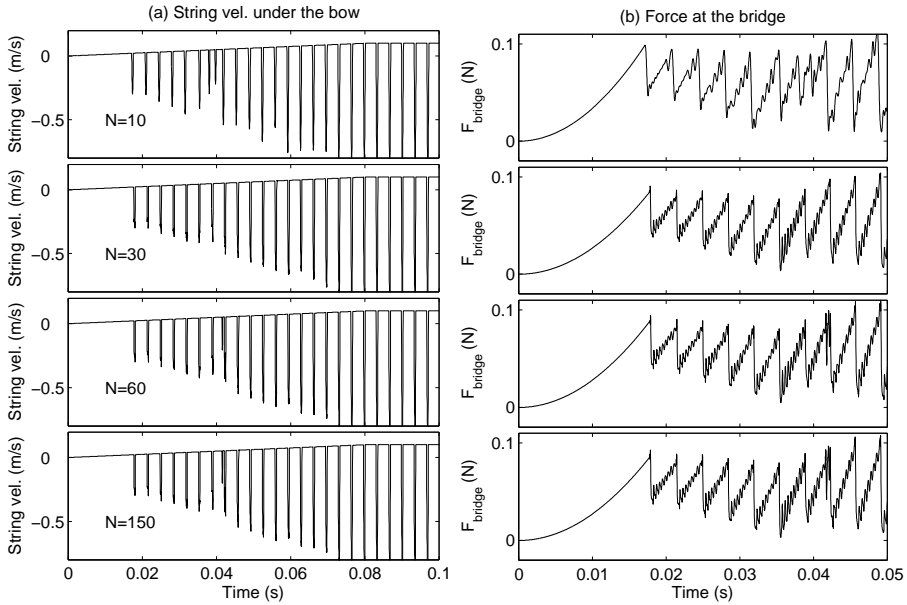 (a) String vel. under the bow
(b) Force at the bridge
String vel. (m/s)
0
−0.5
N=10
F_bridge (N)
0.1
0
String vel. (m/s)
0
−0.5
N=30
F_bridge (N)
0.1
0
String vel. (m/s)
0
−0.5
N=60
F_bridge (N)
0.1
0
String vel. (m/s)
0
−0.5
N=150
F_bridge (N)
0.1
0
0 0.02 0.04 0.06 0.08 0.1
Time (s)
0 0.01 0.02 0.03 0.04 0.05
Time (s)